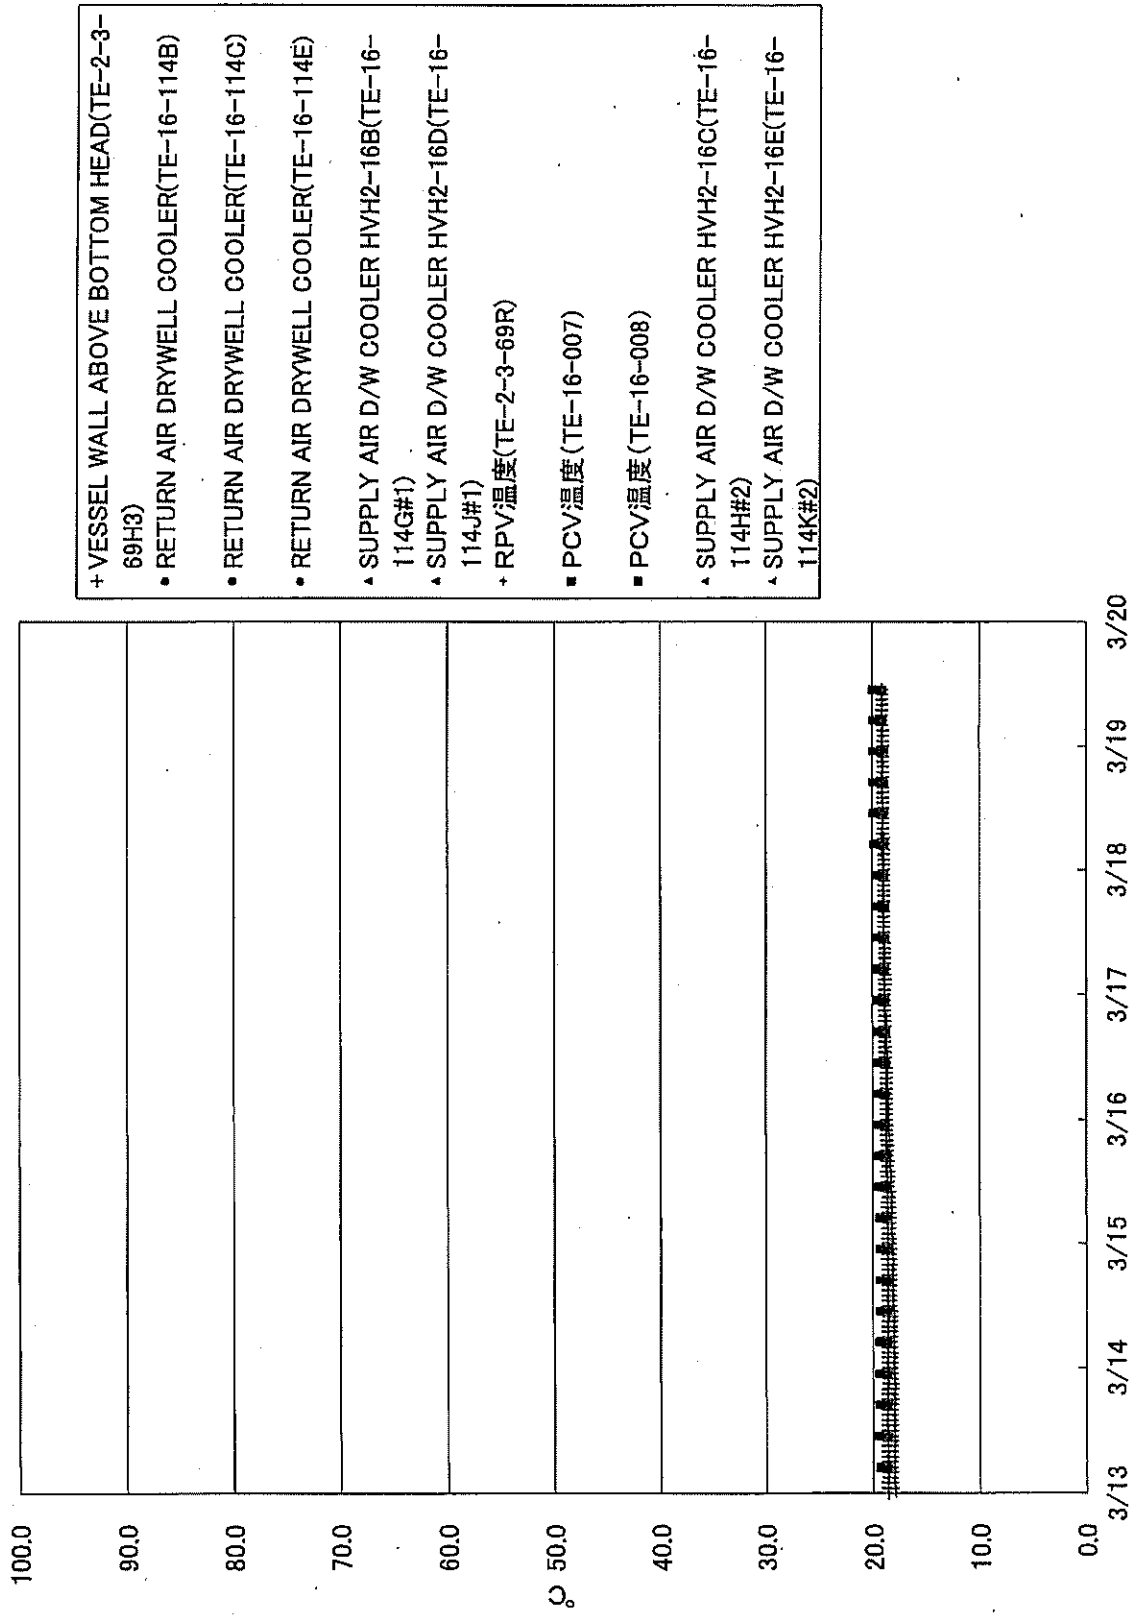 100.0
90.0
80.0
70.0
60.0
50.0
40.0
30.0
20.0
10.0
0.0
℃
3/13
3/14
3/15
3/16
3/17
3/18
3/19
3/20
+ VESSEL WALL ABOVE BOTTOM HEAD(TE-2-3-
69H3)
• RETURN AIR DRYWELL COOLER(TE-16-114B)
• RETURN AIR DRYWELL COOLER(TE-16-114C)
• RETURN AIR DRYWELL COOLER(TE-16-114E)
▲ SUPPLY AIR D/W COOLER HVH2-16B(TE-16-
114G#1)
▲ SUPPLY AIR D/W COOLER HVH2-16D(TE-16-
114J#1)
+ RPV温度(TE-2-3-69R)
■ PCV温度(TE-16-007)
■ PCV温度(TE-16-008)
▲ SUPPLY AIR D/W COOLER HVH2-16C(TE-16-
114H#2)
▲ SUPPLY AIR D/W COOLER HVH2-16E(TE-16-
114K#2)